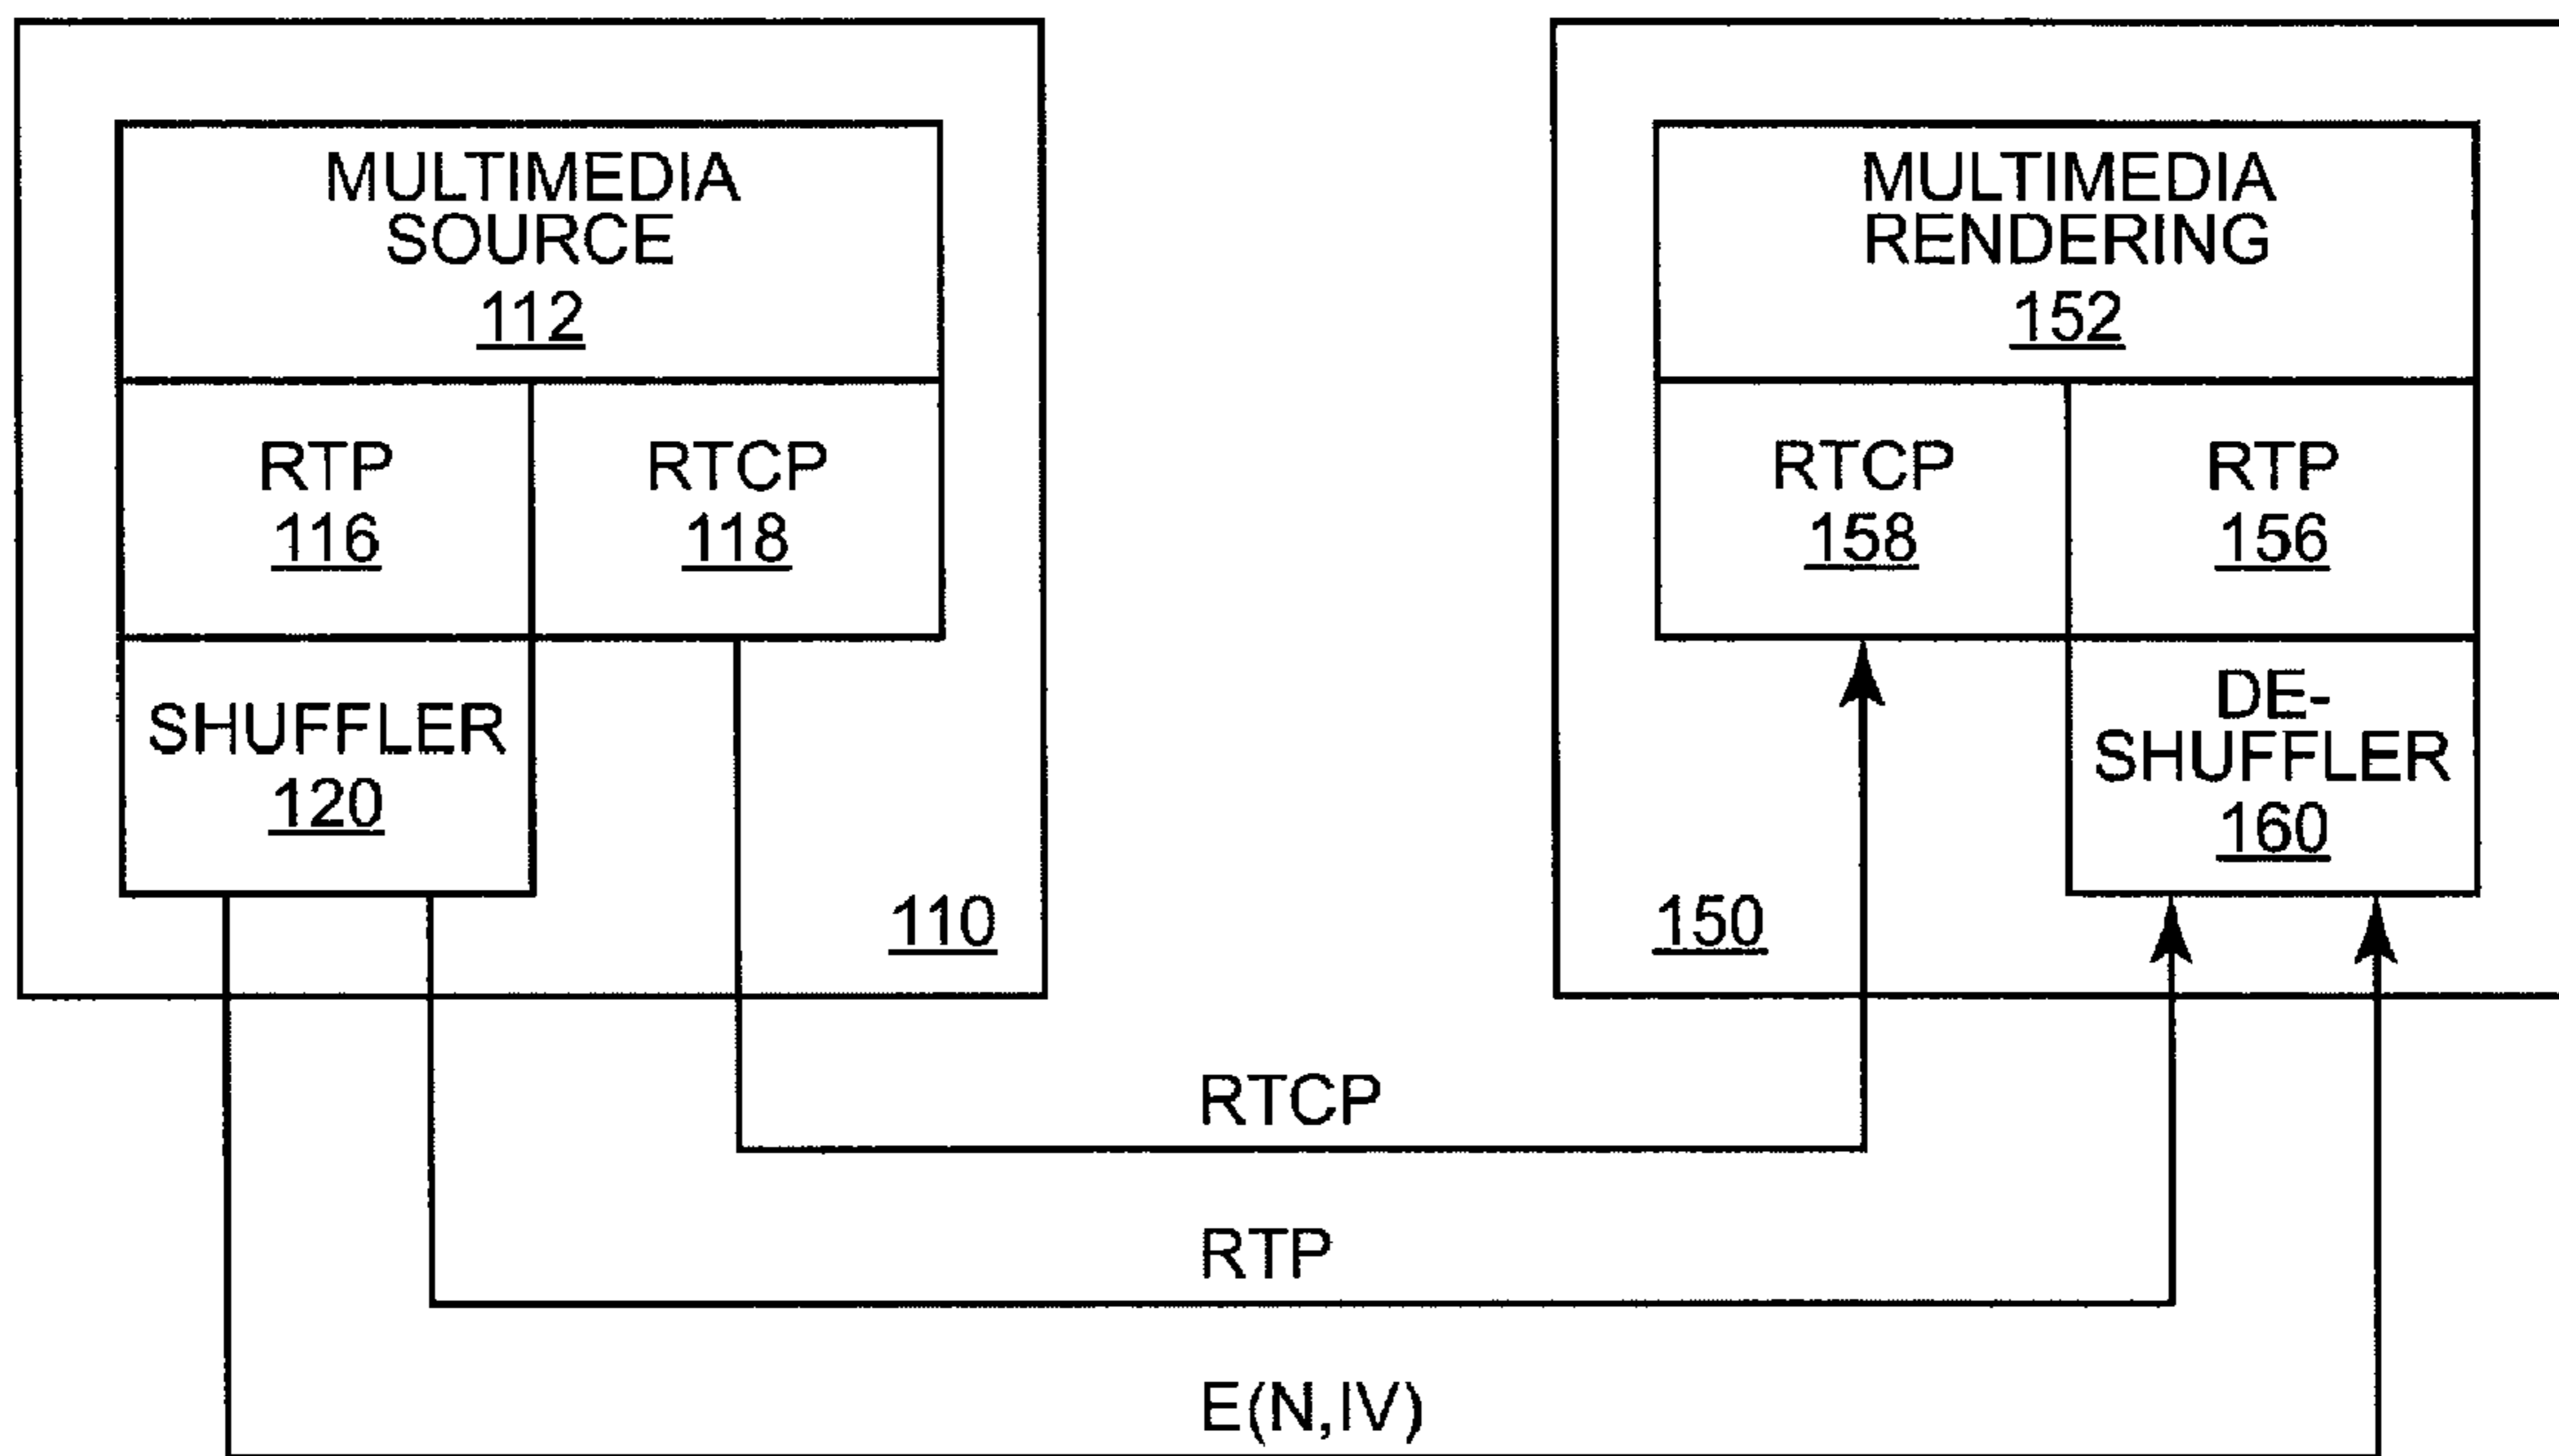 MULTIMEDIA
SOURCE
112
RTP
116
RTCP
118
SHUFFLER
120
110
MULTIMEDIA
RENDERING
152
RTCP
158
RTP
156
DE-
SHUFFLER
160
150
RTCP
RTP
E(N,IV)